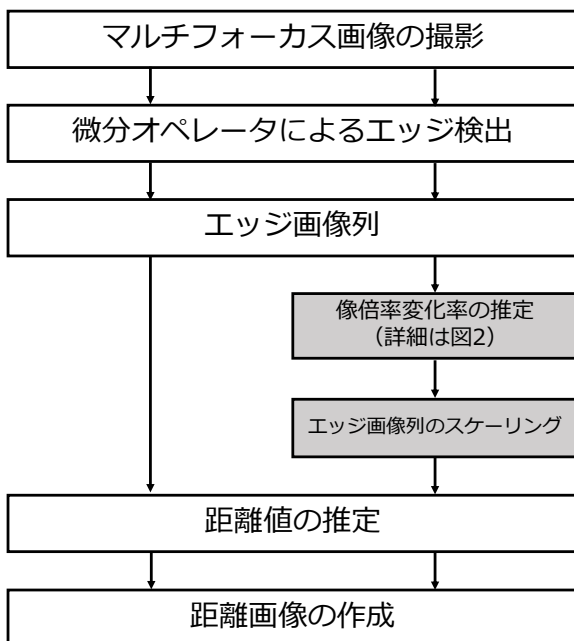 マルチフォーカス画像の撮影
微分オペレータによるエッジ検出
エッジ画像列
像倍率変化率の推定
（詳細は図2）
エッジ画像列のスケーリング
距離値の推定
距離画像の作成